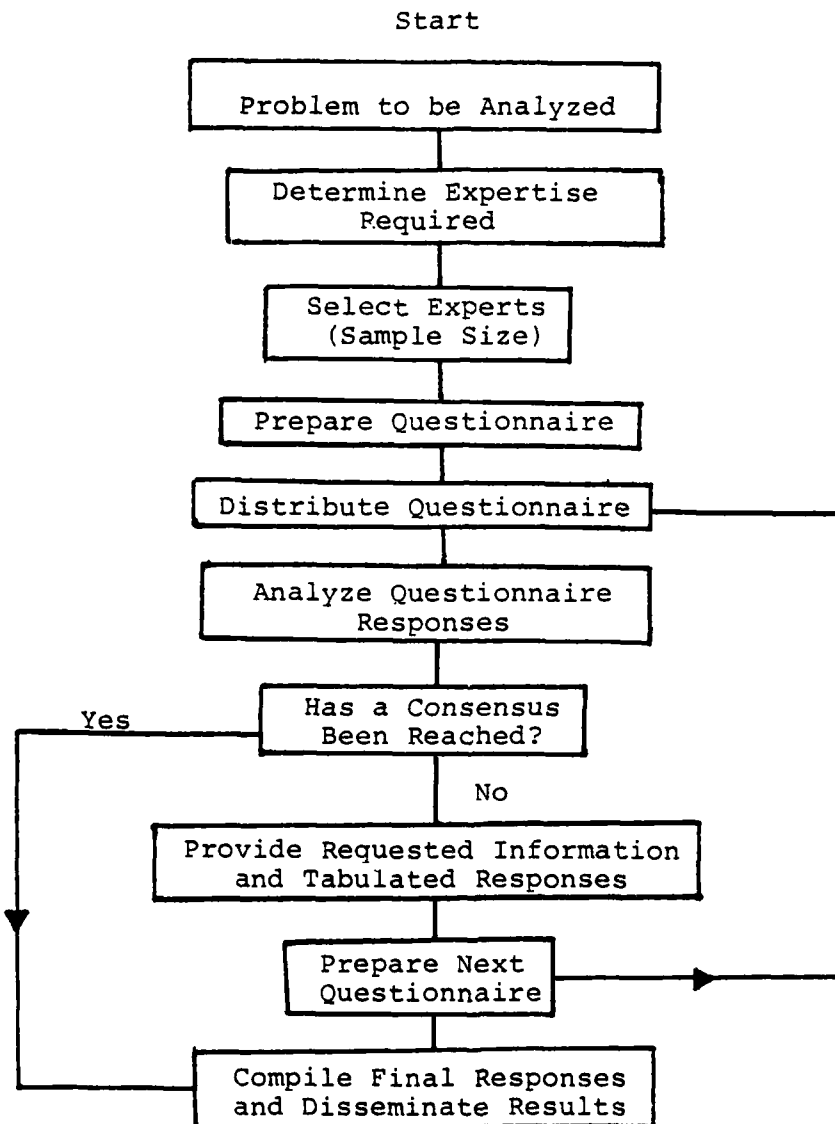 Start
Problem to be Analyzed
Determine Expertise
Required
Select Experts
(Sample Size)
Prepare Questionnaire
Distribute Questionnaire
Analyze Questionnaire
Responses
Has a Consensus
Been Reached?
Yes
No
Provide Requested Information
and Tabulated Responses
Prepare Next
Questionnaire
Compile Final Responses
and Disseminate Results